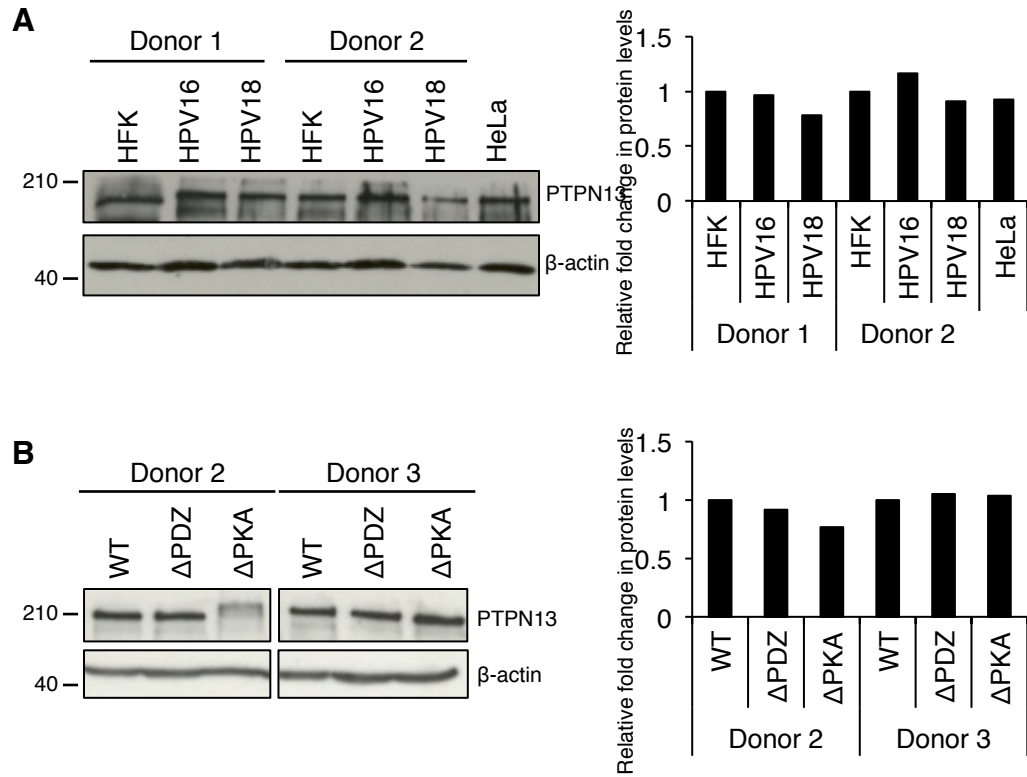 A
Donor 1
Donor 2
HFK
HPV16
HPV18
HFK
HPV16
HPV18
HeLa
210
PTPN13
40
β-actin
Relative fold change in protein levels
1.5
1
0.5
0
HFK
HPV16
HPV18
HFK
HPV16
HPV18
HeLa
Donor 1
Donor 2
B
Donor 2
Donor 3
WT
ΔPDZ
ΔPKA
WT
ΔPDZ
ΔPKA
210
PTPN13
40
β-actin
Relative fold change in protein levels
1.5
1
0.5
0
WT
ΔPDZ
ΔPKA
WT
ΔPDZ
ΔPKA
Donor 2
Donor 3